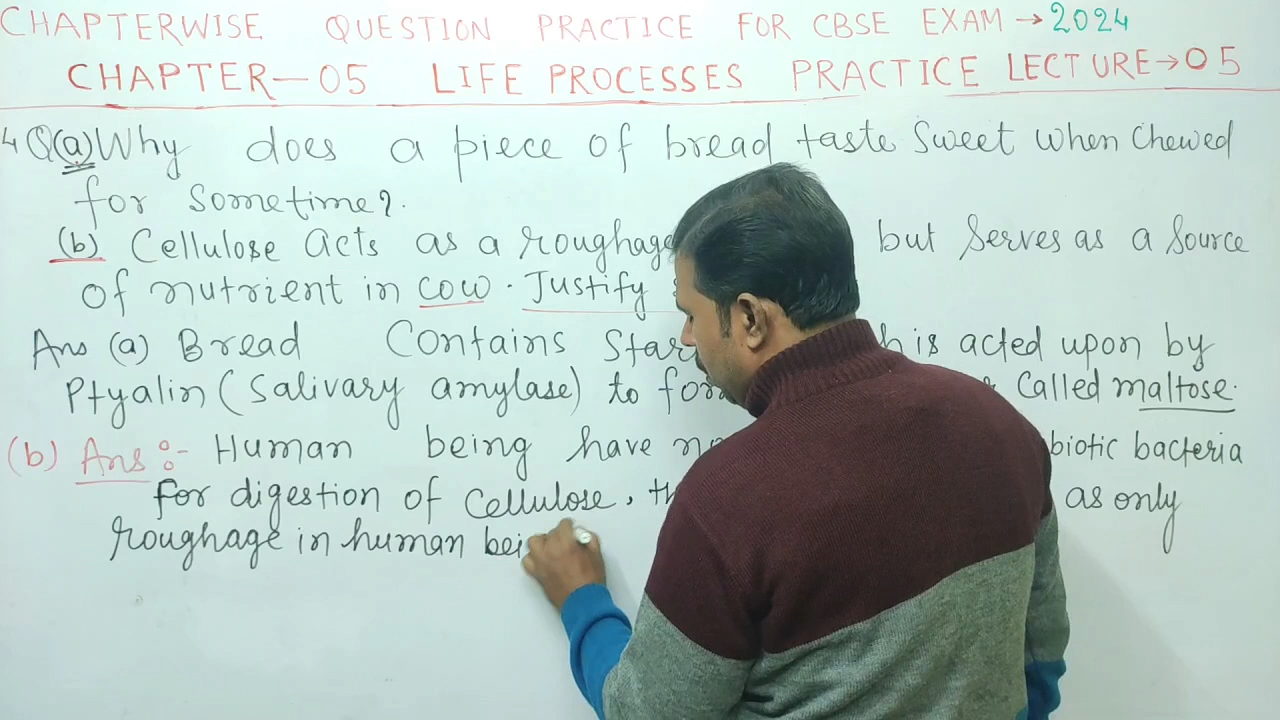 CHAPTERWISE QUESTION PRACTICE FOR CBSE EXAM → 2024
CHAPTER—05 LIFE PROCESSES PRACTICE LECTURE→05
4 Q(a) Why does a piece of bread taste sweet when chewed
for sometime?.
(b) Cellulose Acts as a roughage but serves as a source
of nutrient in cow. Justify
Ans (a) Bread Contains Star is acted upon by
Ptyalin (Salivary amylase) to for called maltose.
(b) Ans :- Human being have biotic bacteria
for digestion of cellulose, as only
roughage in human bei